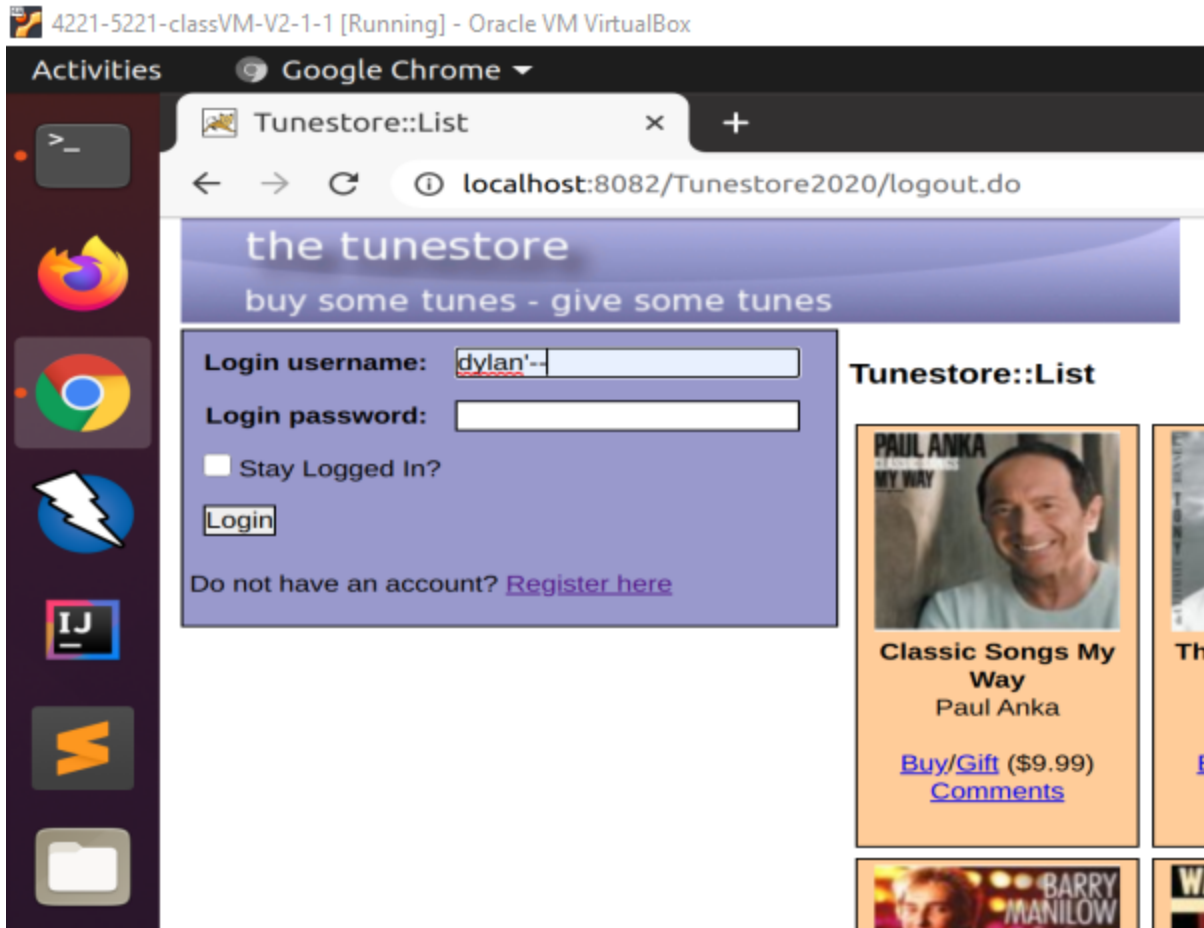 4221-5221-classVM-V2-1-1 [Running] - Oracle VM VirtualBox
Activities Google Chrome
Tunestore::List
localhost:8082/Tunestore2020/logout.do
the tunestore
buy some tunes - give some tunes
Login username: dylan'--
Login password:
Stay Logged In?
Login
Do not have an account? Register here
Tunestore::List
PAUL ANKA
MY WAY
Classic Songs My
Way
Paul Anka
Buy/Gift ($9.99)
Comments
BARRY
MANILOW